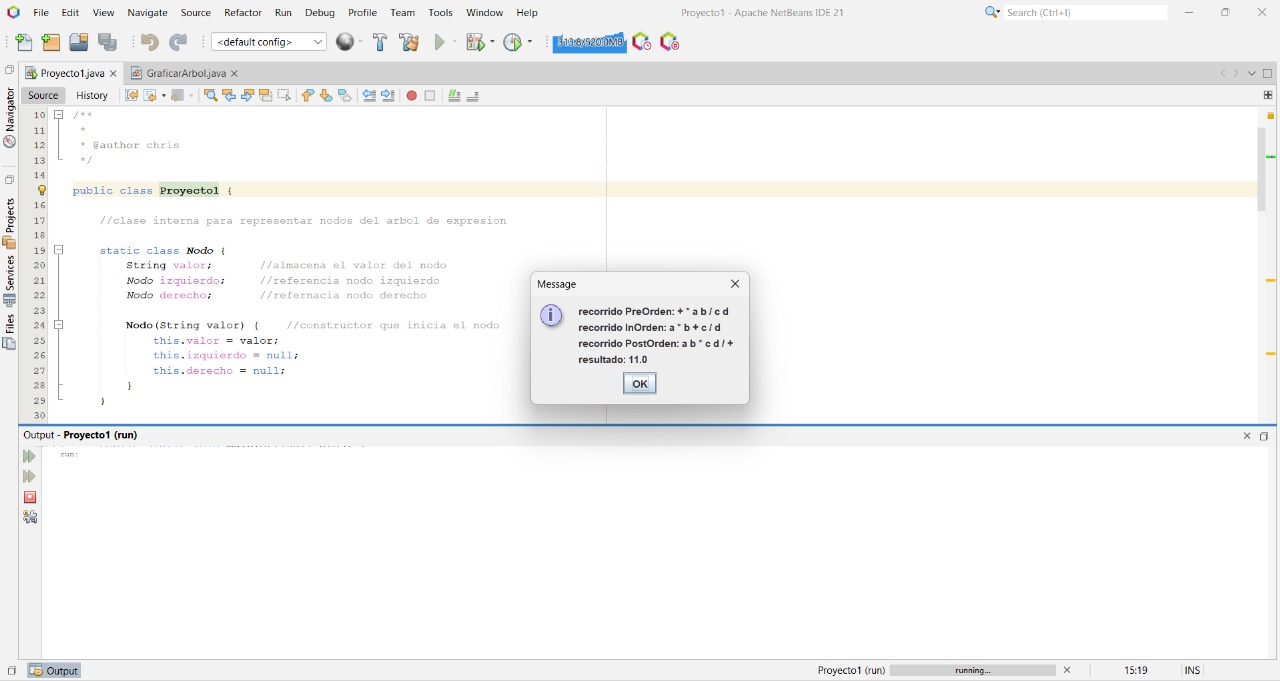 File Edit View Navigate Source Refactor Run Debug Profile Team Tools Window Help
Proyecto1 - Apache NetBeans IDE 21
Search (Ctrl+I)
<default config>
313.6/520.0MB
Proyecto1.java
GraficarArbol.java
Source History
Navigator
Projects
Services
Files
10 /**
11 *
12 * @author chris
13 */
14
public class Proyecto1 {
16
17 //clase interna para representar nodos del arbol de expresion
18
19 static class Nodo {
20 String valor; //almacena el valor del nodo
21 Nodo izquierdo; //referencia nodo izquierdo
22 Nodo derecho; //refernacia nodo derecho
23
24 Nodo(String valor) { //constructor que inicia el nodo
25 this.valor = valor;
26 this.izquierdo = null;
27 this.derecho = null;
28 }
29 }
30
Message
recorrido PreOrden: + * a b / c d
recorrido InOrden: a * b + c / d
recorrido PostOrden: a b * c d / +
resultado: 11.0
OK
Output - Proyecto1 (run)
run:
Output
Proyecto1 (run)
running...
15:19
INS